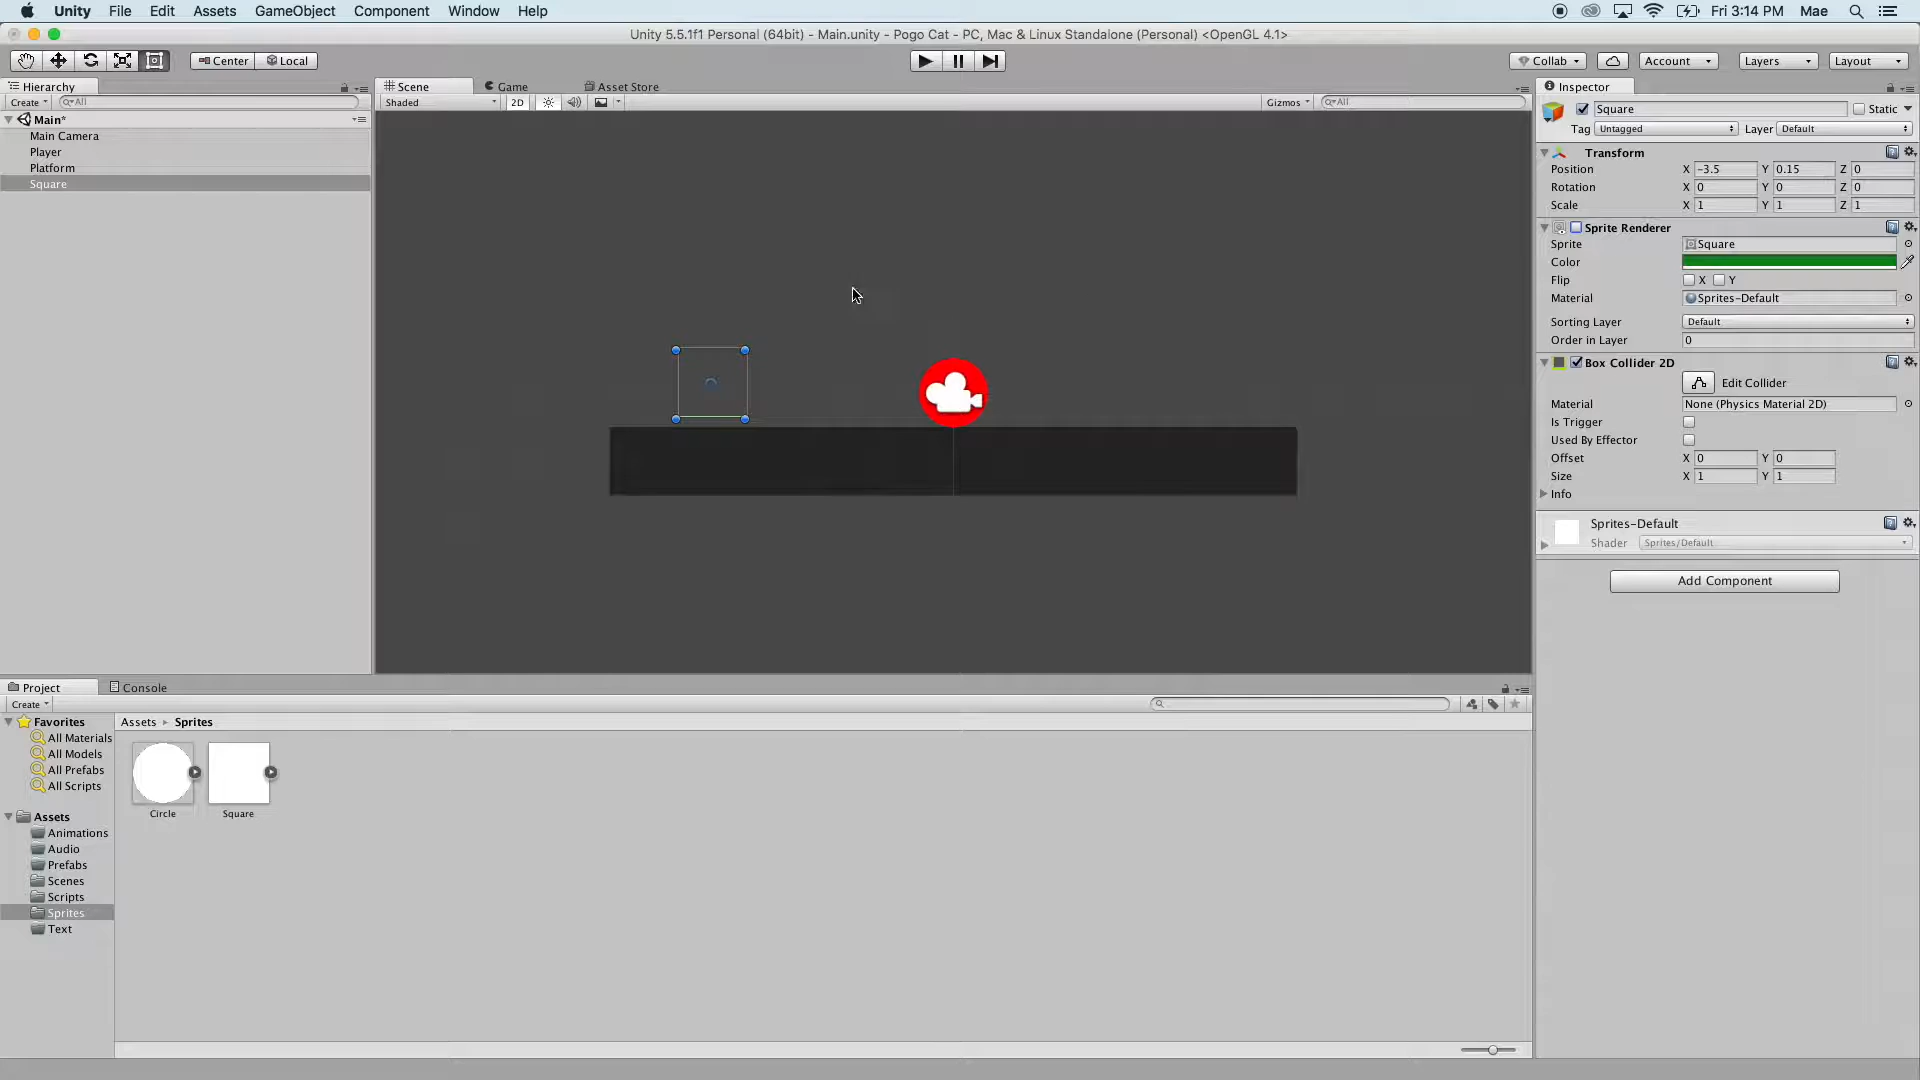 Unity File Edit Assets GameObject Component Window Help Fri 3:14 PM Mae
Unity 5.5.1f1 Personal (64bit) - Main.unity - Pogo Cat - PC, Mac & Linux Standalone (Personal) <OpenGL 4.1>
Center Local Collab Account Layers Layout
Hierarchy
Create All
Main*
Main Camera
Player
Platform
Square
Scene Game Asset Store
Shaded 2D Gizmos All
Inspector
Square Static
Tag Untagged Layer Default
Transform
Position X -3.5 Y 0.15 Z 0
Rotation X 0 Y 0 Z 0
Scale X 1 Y 1 Z 1
Sprite Renderer
Sprite Square
Color
Flip X Y
Material Sprites-Default
Sorting Layer Default
Order in Layer 0
Box Collider 2D
Edit Collider
Material None (Physics Material 2D)
Is Trigger
Used By Effector
Offset X 0 Y 0
Size X 1 Y 1
Info
Sprites-Default
Shader Sprites/Default
Add Component
Project Console
Create
Favorites
All Materials
All Models
All Prefabs
All Scripts
Assets
Animations
Audio
Prefabs
Scenes
Scripts
Sprites
Text
Assets Sprites
Circle Square